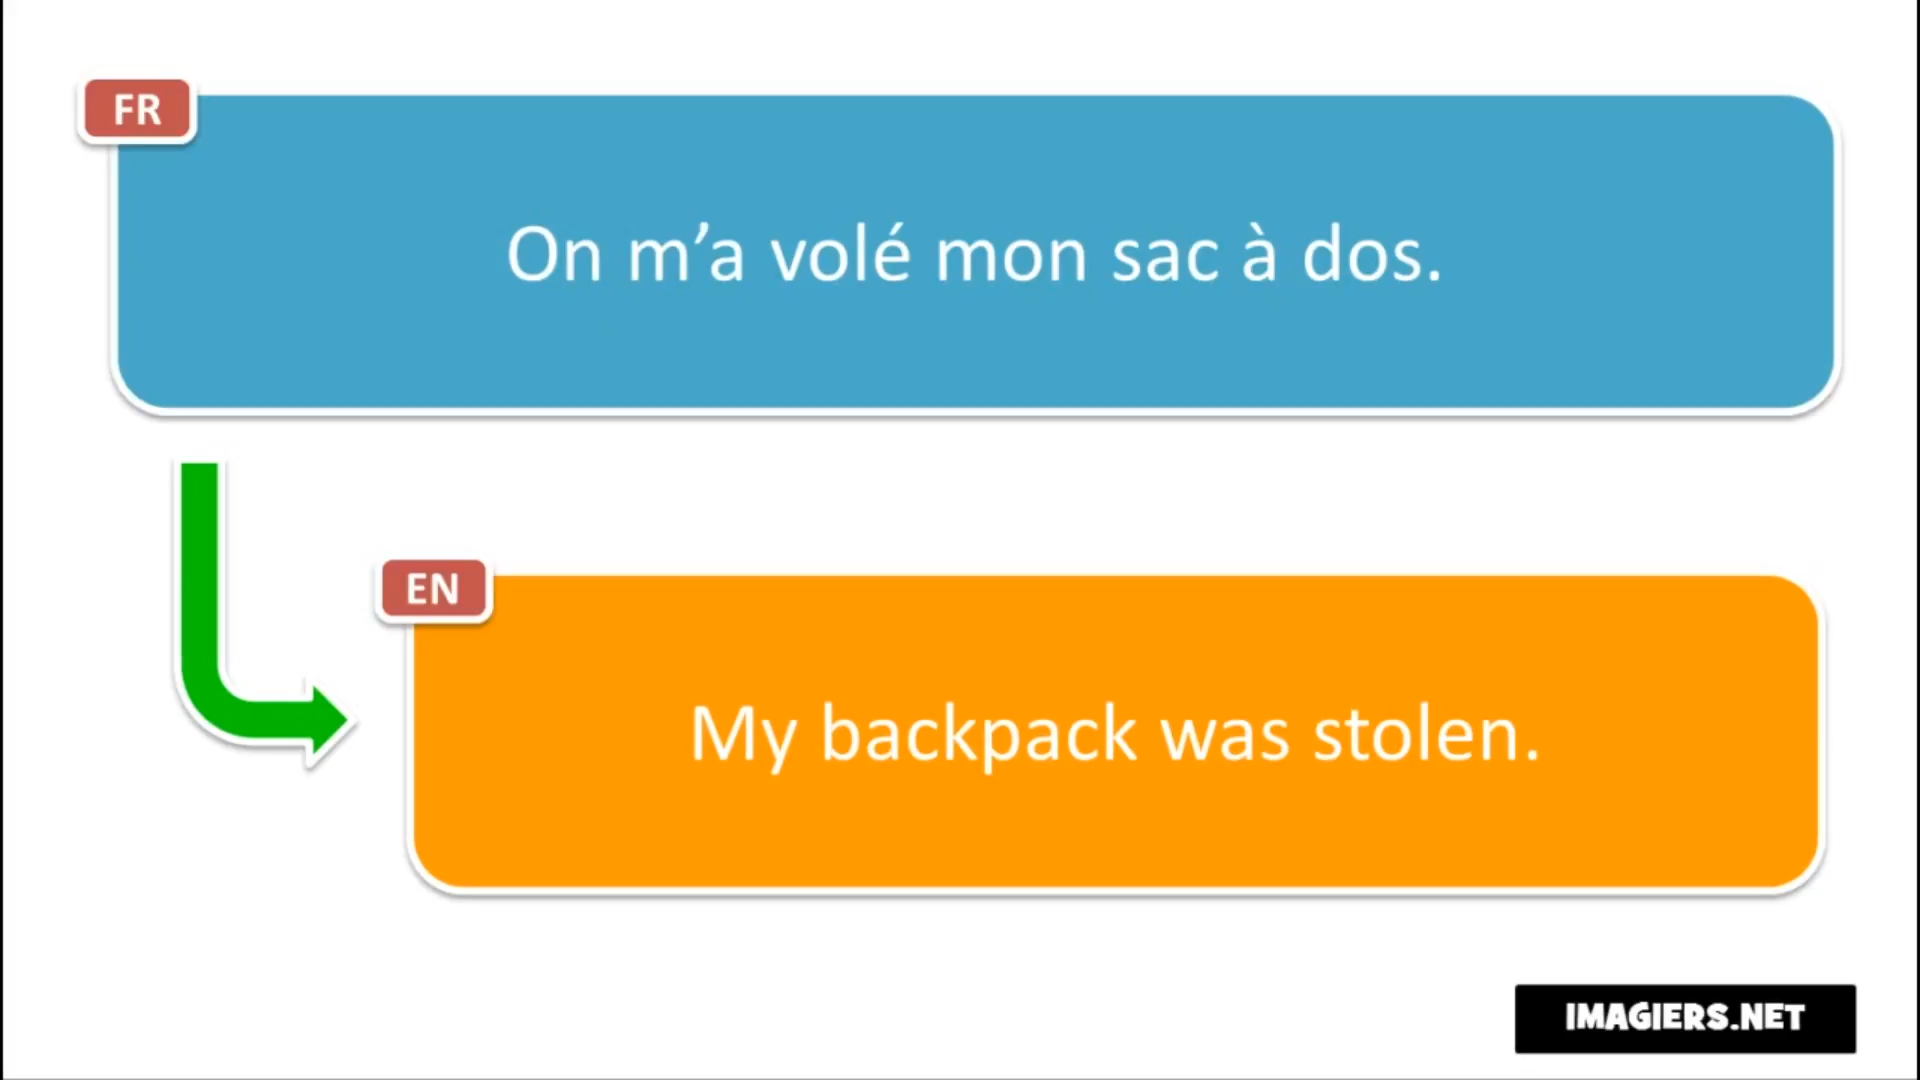 FR
On m’a volé mon sac à dos.
EN
My backpack was stolen.
IMAGIERS.NET